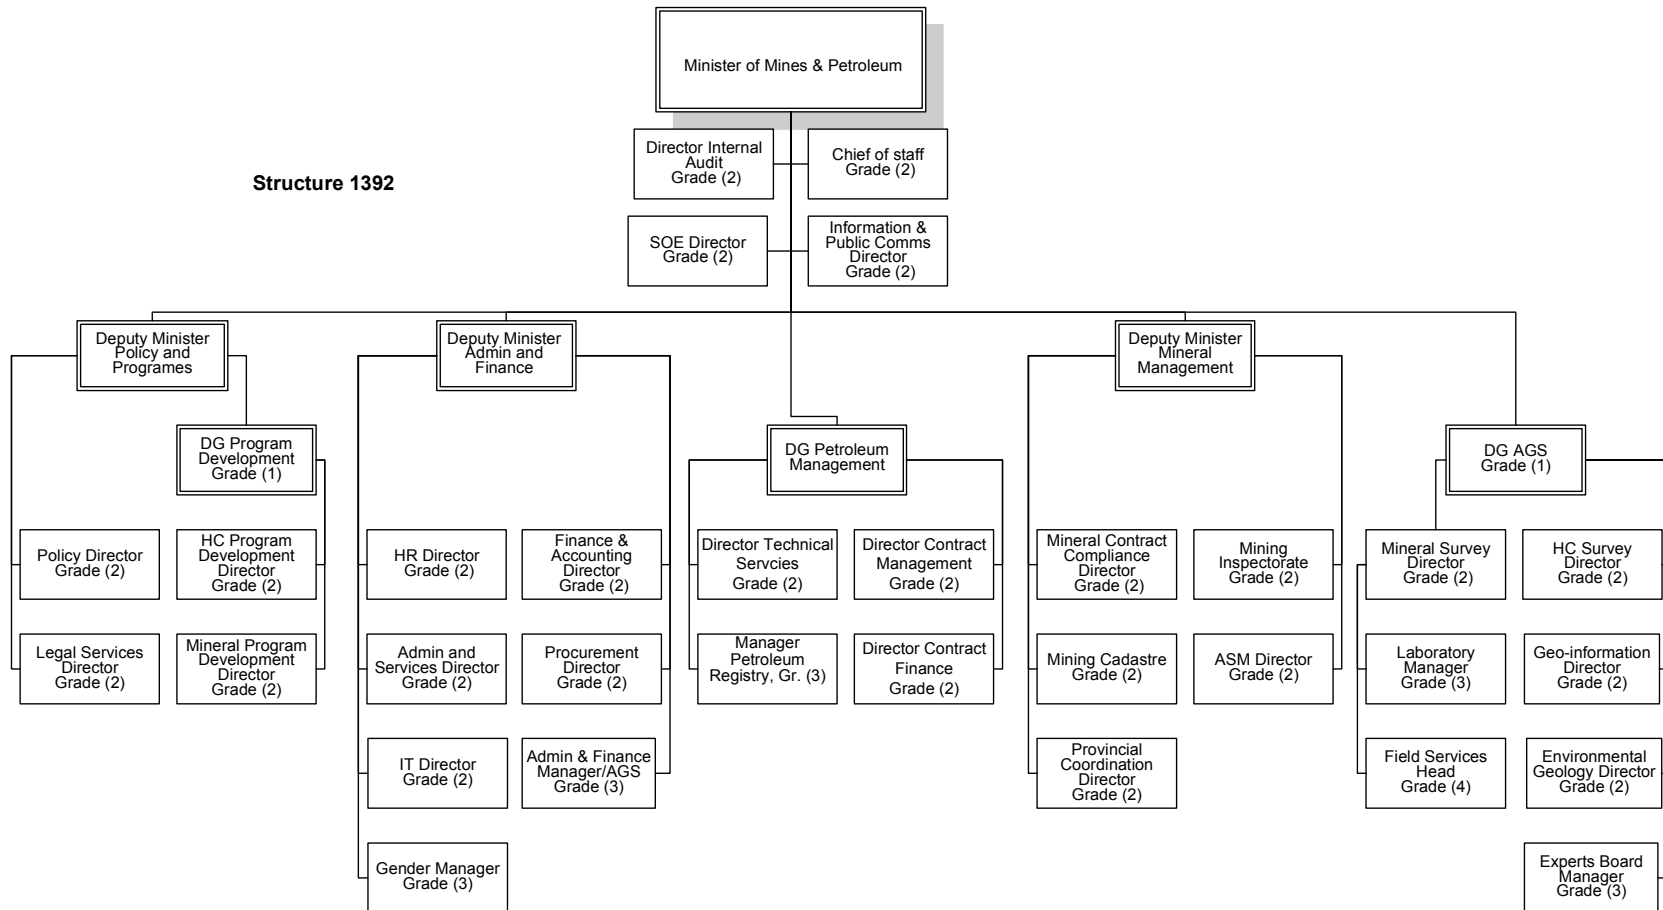 Minister of Mines & Petroleum
Director Internal
Audit
Grade (2)
Chief of staff
Grade (2)
Structure 1392
SOE Director
Grade (2)
Information &
Public Comms
Director
Grade (2)
Deputy Minister
Policy and
Programes
Deputy Minister
Admin and
Finance
Deputy Minister
Mineral
Management
DG Program
Development
Grade (1)
DG Petroleum
Management
DG AGS
Grade (1)
Policy Director
Grade (2)
HC Program
Development
Director
Grade (2)
HR Director
Grade (2)
Finance &
Accounting
Director
Grade (2)
Director Technical
Servcies
Grade (2)
Director Contract
Management
Grade (2)
Mineral Contract
Compliance
Director
Grade (2)
Mining
Inspectorate
Grade (2)
Mineral Survey
Director
Grade (2)
HC Survey
Director
Grade (2)
Legal Services
Director
Grade (2)
Mineral Program
Development
Director
Grade (2)
Admin and
Services Director
Grade (2)
Procurement
Director
Grade (2)
Manager
Petroleum
Registry, Gr. (3)
Director Contract
Finance
Grade (2)
Mining Cadastre
Grade (2)
ASM Director
Grade (2)
Laboratory
Manager
Grade (3)
Geo-information
Director
Grade (2)
IT Director
Grade (2)
Admin & Finance
Manager/AGS
Grade (3)
Provincial
Coordination
Director
Grade (2)
Field Services
Head
Grade (4)
Environmental
Geology Director
Grade (2)
Gender Manager
Grade (3)
Experts Board
Manager
Grade (3)